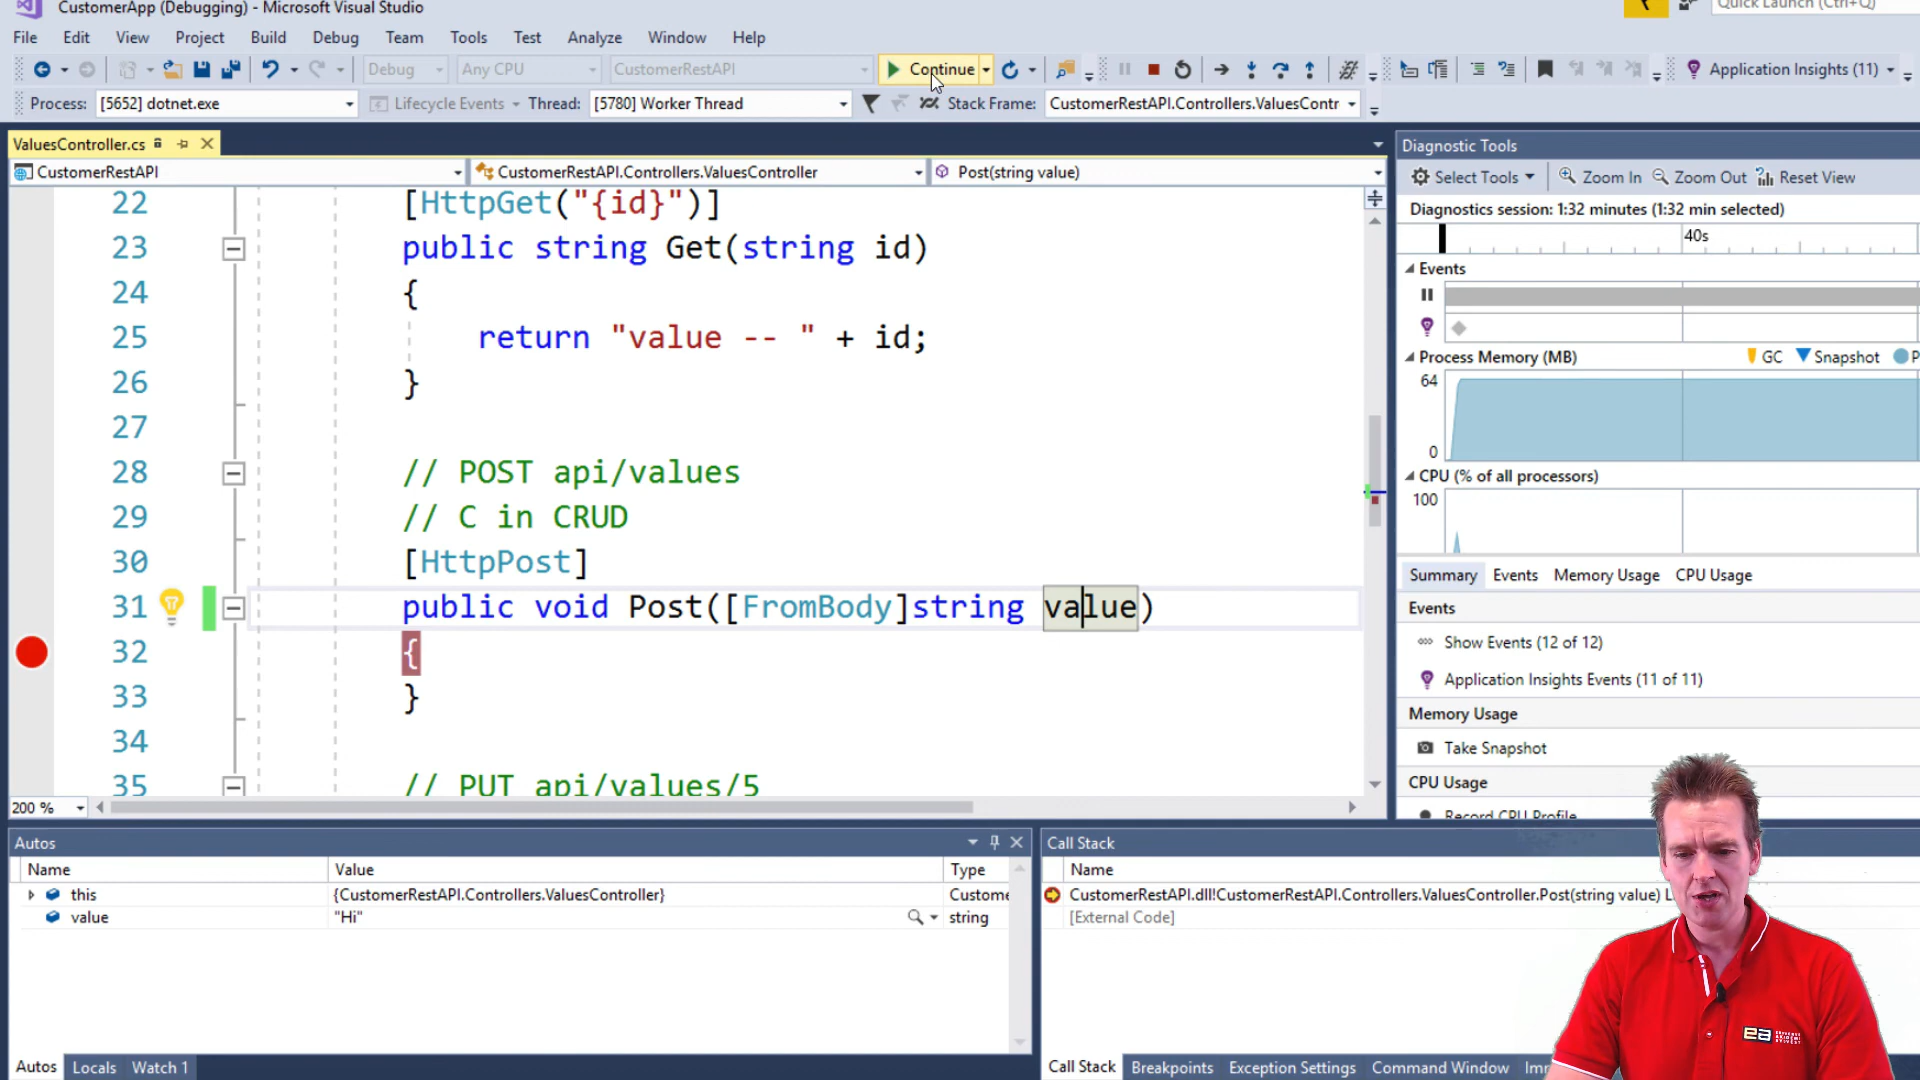 CustomerApp (Debugging) - Microsoft Visual Studio
Quick Launch (Ctrl+Q)
File Edit View Project Build Debug Team Tools Test Analyze Window Help
Debug Any CPU CustomerRestAPI Continue Application Insights (11)
Process: [5652] dotnet.exe Lifecycle Events Thread: [5780] Worker Thread Stack Frame: CustomerRestAPI.Controllers.ValuesContr
ValuesController.cs
CustomerRestAPI CustomerRestAPI.Controllers.ValuesController Post(string value)
22 [HttpGet("{id}")]
23 public string Get(string id)
24 {
25 return "value -- " + id;
26 }
27
28 // POST api/values
29 // C in CRUD
30 [HttpPost]
31 public void Post([FromBody]string value)
32 {
33 }
34
35 // PUT api/values/5
200 %
Diagnostic Tools
Select Tools Zoom In Zoom Out Reset View
Diagnostics session: 1:32 minutes (1:32 min selected)
40s
Events
Process Memory (MB) GC Snapshot P
64
0
CPU (% of all processors)
100
Summary Events Memory Usage CPU Usage
Events
Show Events (12 of 12)
Application Insights Events (11 of 11)
Memory Usage
Take Snapshot
CPU Usage
Record CPU Profile
Autos
Name Value Type
this {CustomerRestAPI.Controllers.ValuesController} Custome
value "Hi" string
Autos Locals Watch 1
Call Stack
Name
CustomerRestAPI.dll!CustomerRestAPI.Controllers.ValuesController.Post(string value) L
[External Code]
Call Stack Breakpoints Exception Settings Command Window Im
ea